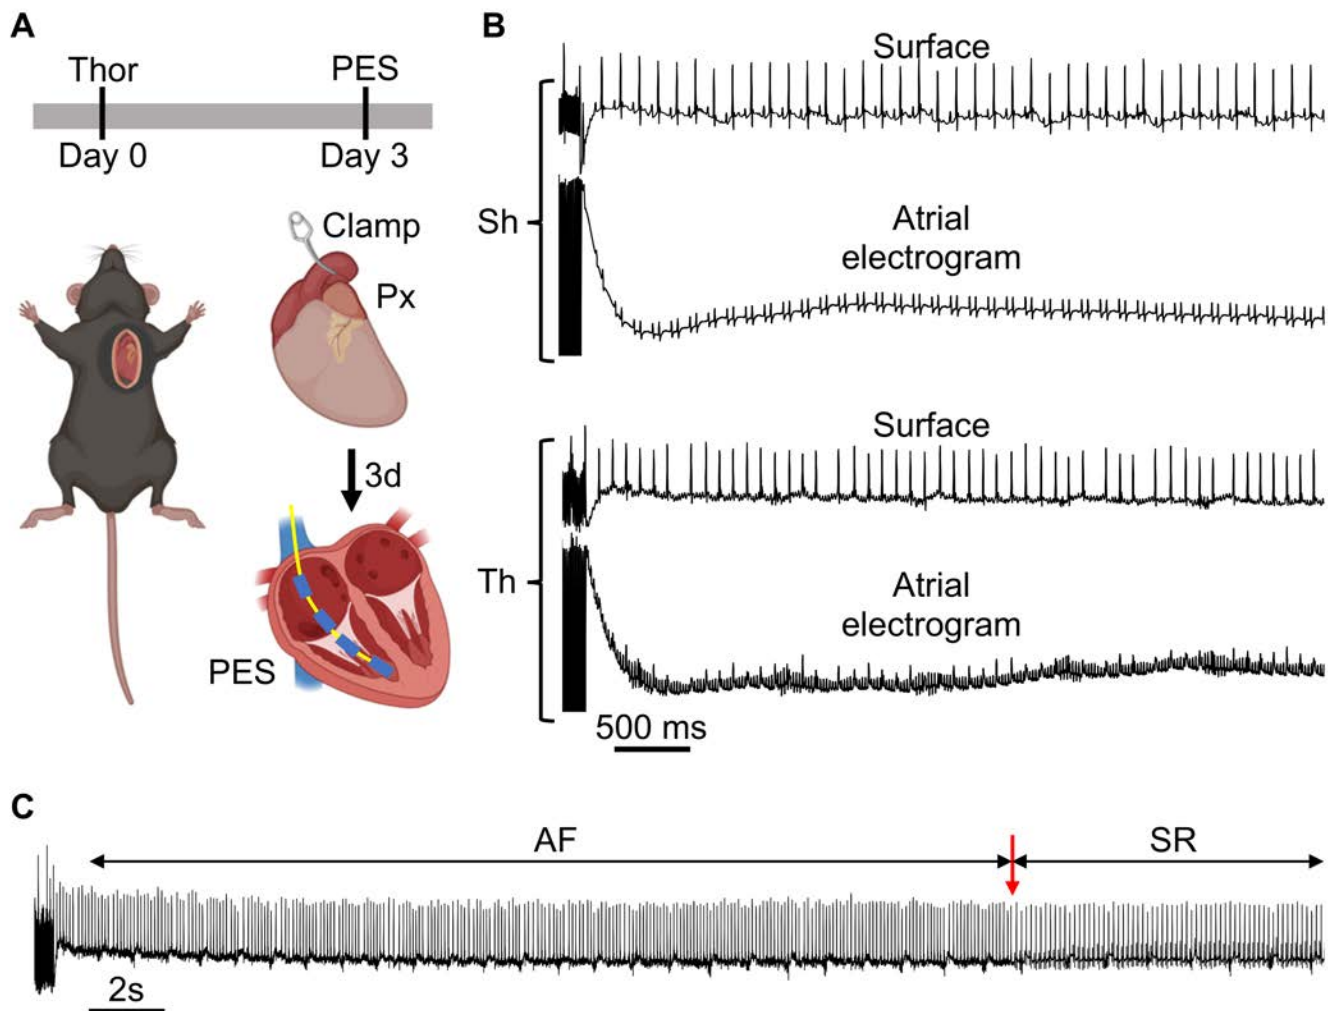 A
Thor
PES
Day 0
Day 3
Clamp
Px
3d
PES
B
Surface
Sh
Atrial
electrogram
Surface
Th
Atrial
electrogram
500 ms
C
AF
SR
2s